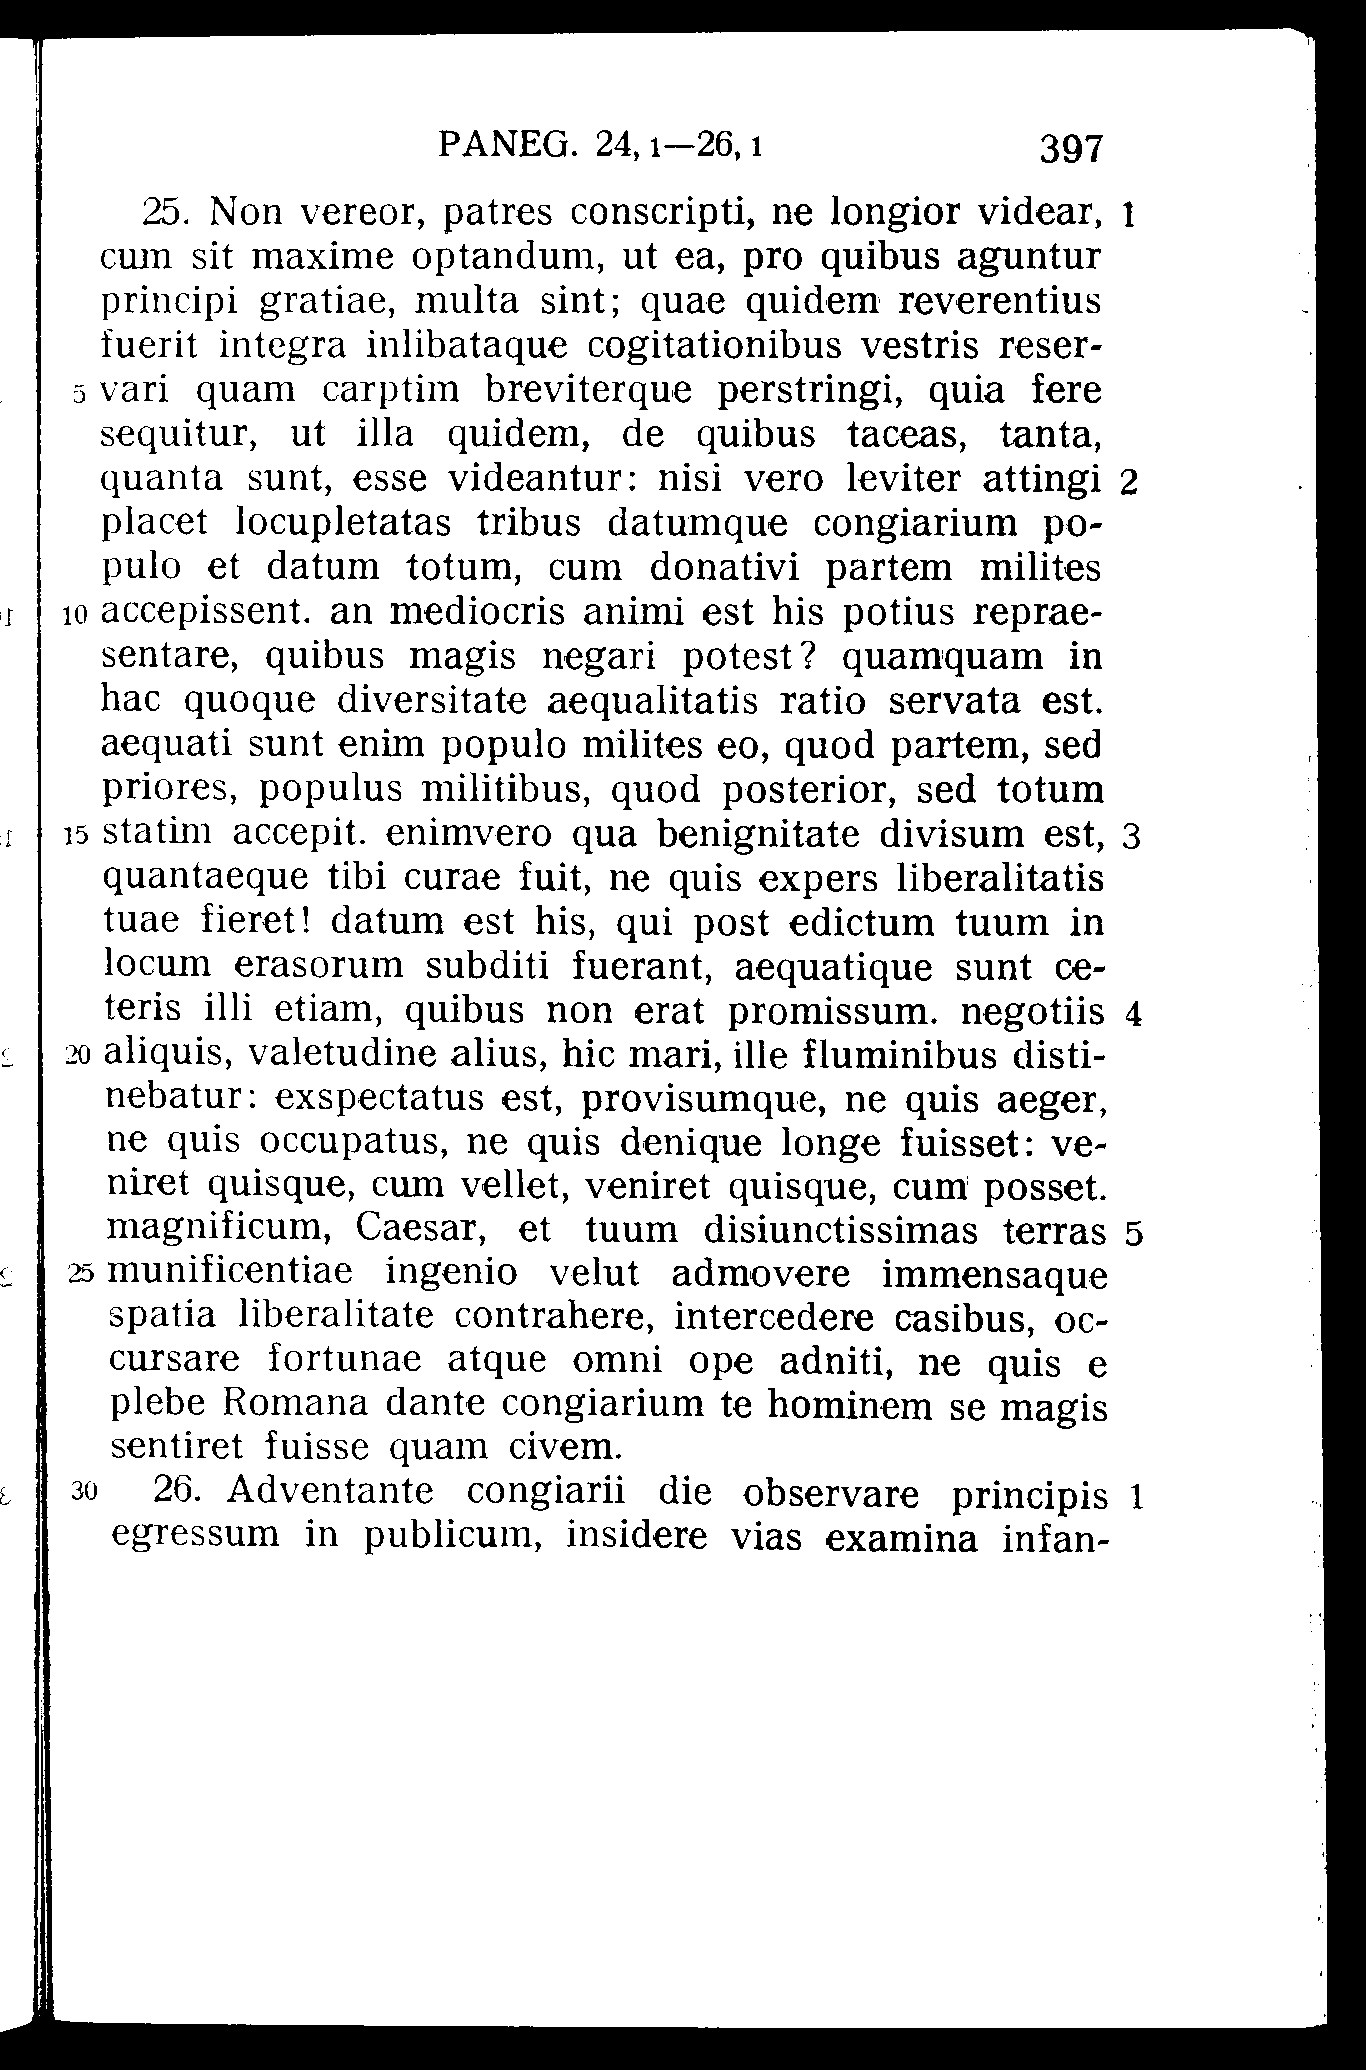 PANEG. 24, 1—26, 1 397
25. Non vereor, patres conscripti, ne longior videar, 1
cum sit maxime optandum, ut ea, pro quibus aguntur
principi gratiae, multa sint; quae quidem reverentius
fuerit integra inlibataque cogitationibus vestris reser-
5 vari quam carptim breviterque perstringi, quia fere
sequitur, ut illa quidem, de quibus taceas, tanta,
quanta sunt, esse videantur: nisi vero leviter attingi 2
placet locupletatas tribus datumque congiarium po-
pulo et datum totum, cum donativi partem milites
10 accepissent. an mediocris animi est his potius reprae-
sentare, quibus magis negari potest? quamquam in
hac quoque diversitate aequalitatis ratio servata est.
aequati sunt enim populo milites eo, quod partem, sed
priores, populus militibus, quod posterior, sed totum
15 statim accepit. enimvero qua benignitate divisum est, 3
quantaeque tibi curae fuit, ne quis expers liberalitatis
tuae fieret! datum est his, qui post edictum tuum in
locum erasorum subditi fuerant, aequatique sunt ce-
teris illi etiam, quibus non erat promissum. negotiis 4
20 aliquis, valetudine alius, hic mari, ille fluminibus disti-
nebatur: exspectatus est, provisumque, ne quis aeger,
ne quis occupatus, ne quis denique longe fuisset: ve-
niret quisque, cum vellet, veniret quisque, cum posset.
magnificum, Caesar, et tuum disiunctissimas terras 5
25 munificentiae ingenio velut admovere immensaque
spatia liberalitate contrahere, intercedere casibus, oc-
cursare fortunae atque omni ope adniti, ne quis e
plebe Romana dante congiarium te hominem se magis
sentiret fuisse quam civem.
30 26. Adventante congiarii die observare principis 1
egressum in publicum, insidere vias examina infan-